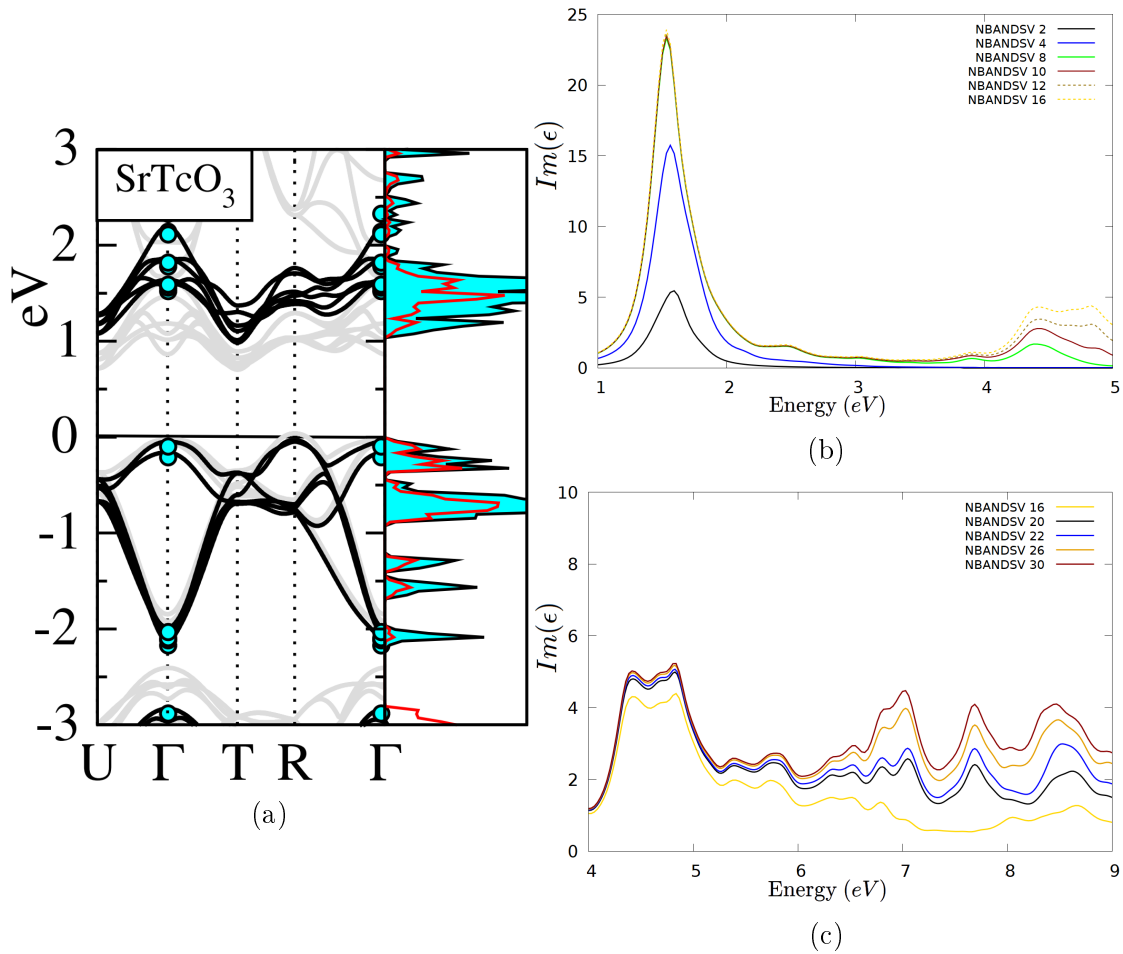 SrTcO3
eV
3
2
1
0
-1
-2
-3
U Γ T R Γ
(a)
25
20
15
10
5
0
Im(ϵ)
NBANDSV 2
NBANDSV 4
NBANDSV 8
NBANDSV 10
NBANDSV 12
NBANDSV 16
1 2 3 4 5
Energy (eV)
(b)
10
8
6
4
2
0
Im(ϵ)
NBANDSV 16
NBANDSV 20
NBANDSV 22
NBANDSV 26
NBANDSV 30
4 5 6 7 8 9
Energy (eV)
(c)